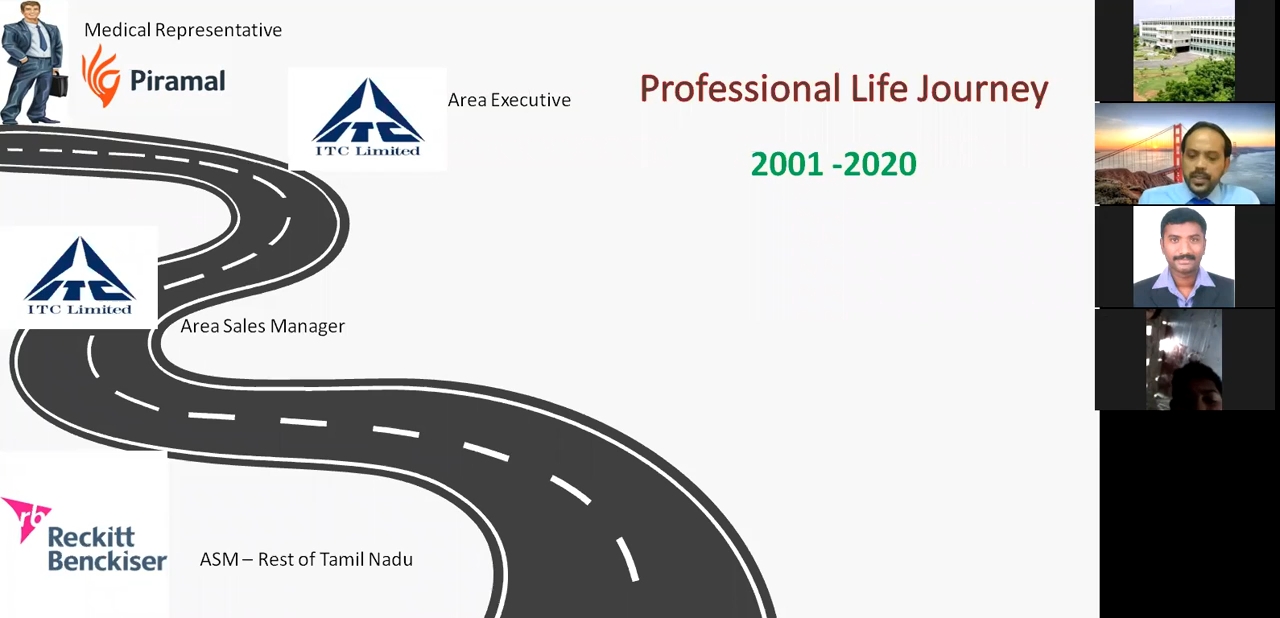 Medical Representative
Piramal
ITC Limited
Area Executive
Professional Life Journey
2001 -2020
ITC Limited
Area Sales Manager
rb
Reckitt
Benckiser
ASM – Rest of Tamil Nadu